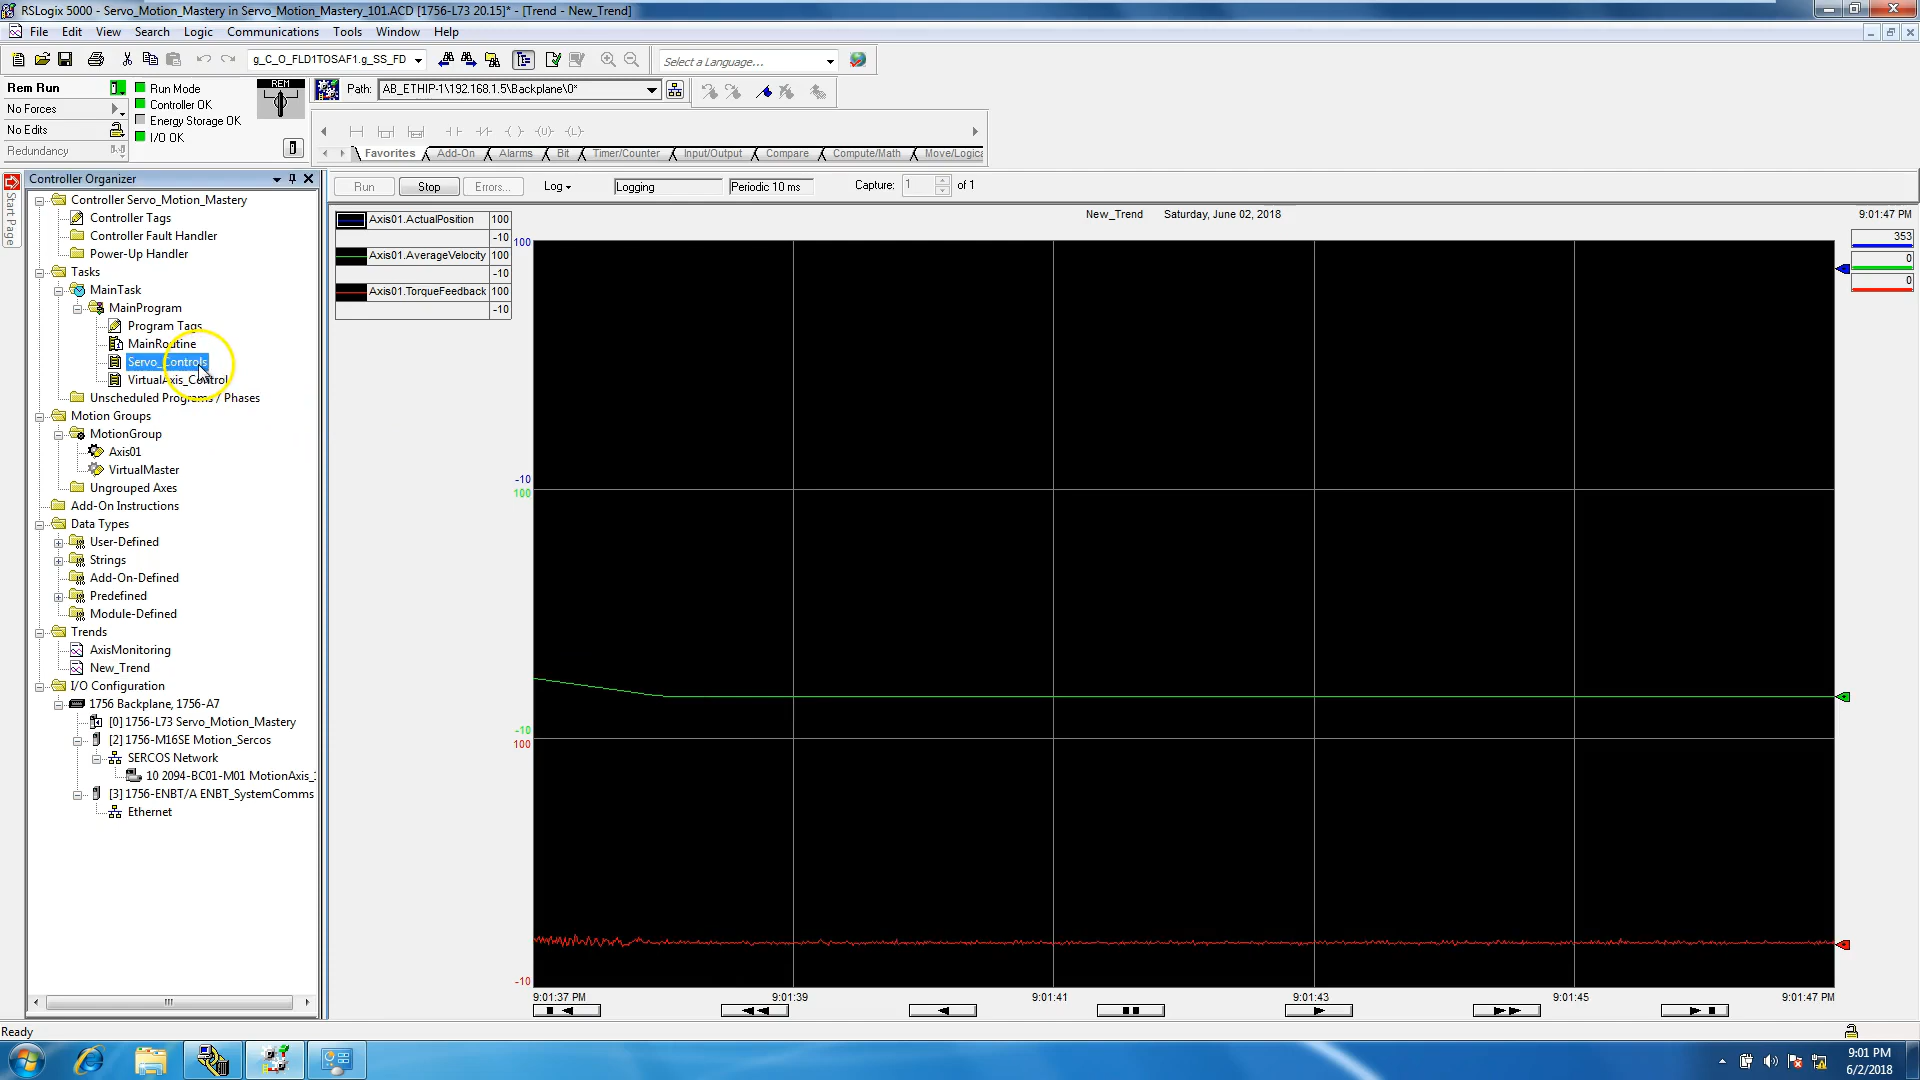 RSLogix 5000 - Servo_Motion_Mastery in Servo_Motion_Mastery_101.ACD [1756-L73 20.15]* - [Trend - New_Trend]
File Edit View Search Logic Communications Tools Window Help
g_C_O_FLD1TOSAF1.g_SS_FD
Select a Language...
Rem Run
No Forces
No Edits
Redundancy
Run Mode
Controller OK
Energy Storage OK
I/O OK
REM
Path: AB_ETHIP-1\192.168.1.5\Backplane\0*
Favorites Add-On Alarms Bit Timer/Counter Input/Output Compare Compute/Math Move/Logica
Start Page
Controller Organizer
Controller Servo_Motion_Mastery
Controller Tags
Controller Fault Handler
Power-Up Handler
Tasks
MainTask
MainProgram
Program Tags
MainRoutine
Servo_Controls
VirtualAxis_Control
Unscheduled Programs / Phases
Motion Groups
MotionGroup
Axis01
VirtualMaster
Ungrouped Axes
Add-On Instructions
Data Types
User-Defined
Strings
Add-On-Defined
Predefined
Module-Defined
Trends
AxisMonitoring
New_Trend
I/O Configuration
1756 Backplane, 1756-A7
[0] 1756-L73 Servo_Motion_Mastery
[2] 1756-M16SE Motion_Sercos
SERCOS Network
10 2094-BC01-M01 MotionAxis_
[3] 1756-ENBT/A ENBT_SystemComms
Ethernet
Run Stop Errors... Log Logging Periodic 10 ms Capture: 1 of 1
New_Trend Saturday, June 02, 2018 9:01:47 PM
Axis01.ActualPosition 100
-10
Axis01.AverageVelocity 100
-10
Axis01.TorqueFeedback 100
-10
353
0
0
100
-10
100
-10
100
-10
9:01:37 PM 9:01:39 9:01:41 9:01:43 9:01:45 9:01:47 PM
Ready
9:01 PM
6/2/2018